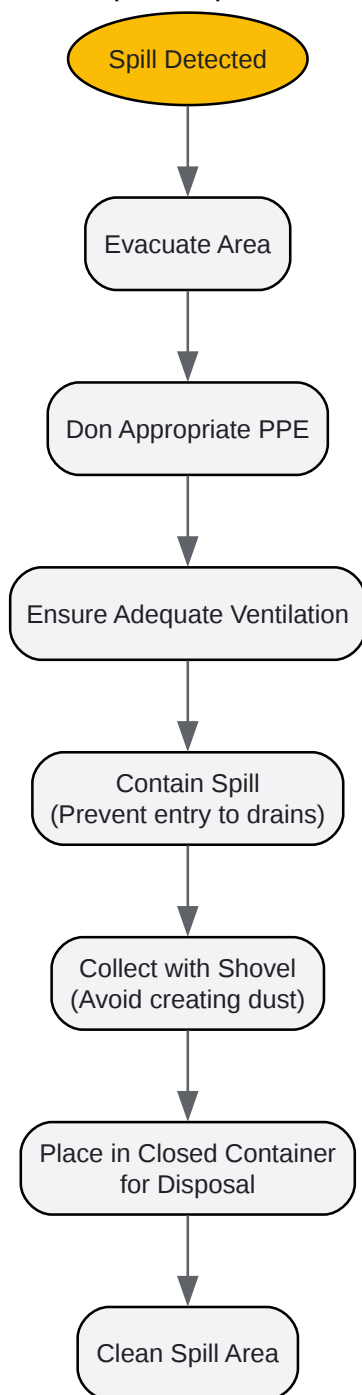 Spill Detected
Evacuate Area
Don Appropriate PPE
Ensure Adequate Ventilation
Contain Spill
(Prevent entry to drains)
Collect with Shovel
(Avoid creating dust)
Place in Closed Container
for Disposal
Clean Spill Area